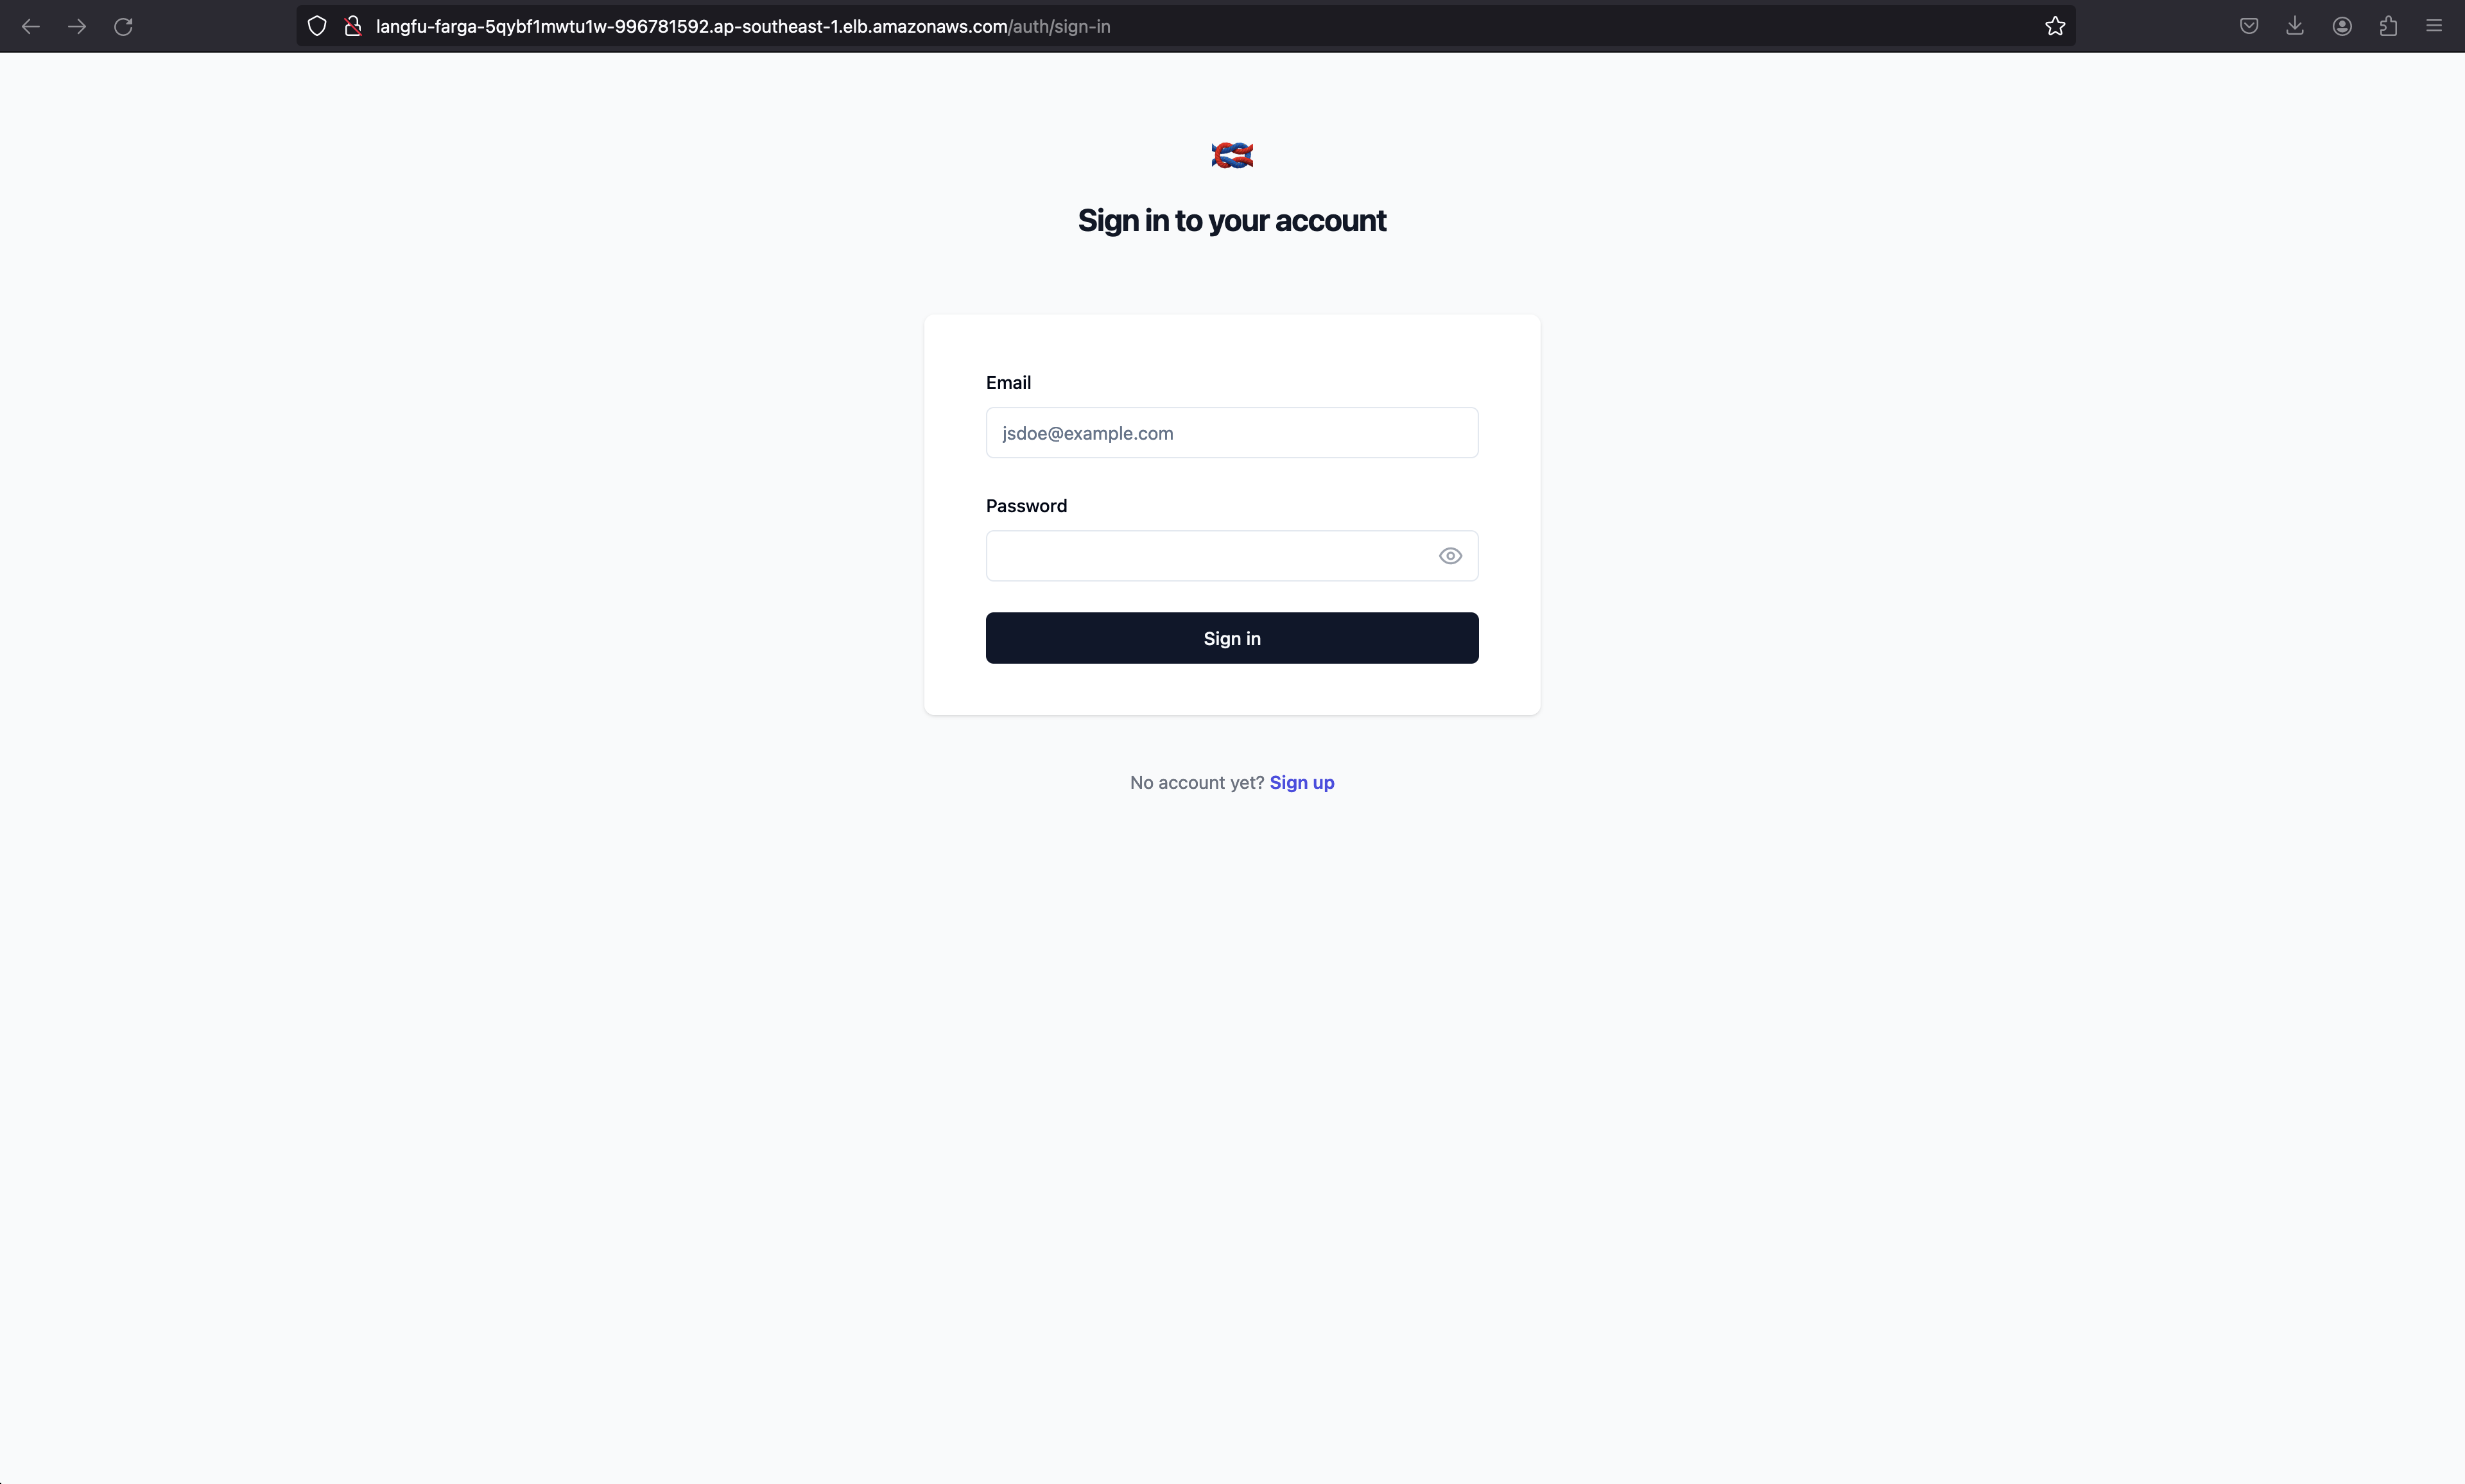 langfu-farga-5qybf1mwtu1w-996781592.ap-southeast-1.elb.amazonaws.com/auth/sign-in
Sign in to your account
Email
jsdoe@example.com
Password
Sign in
No account yet? Sign up